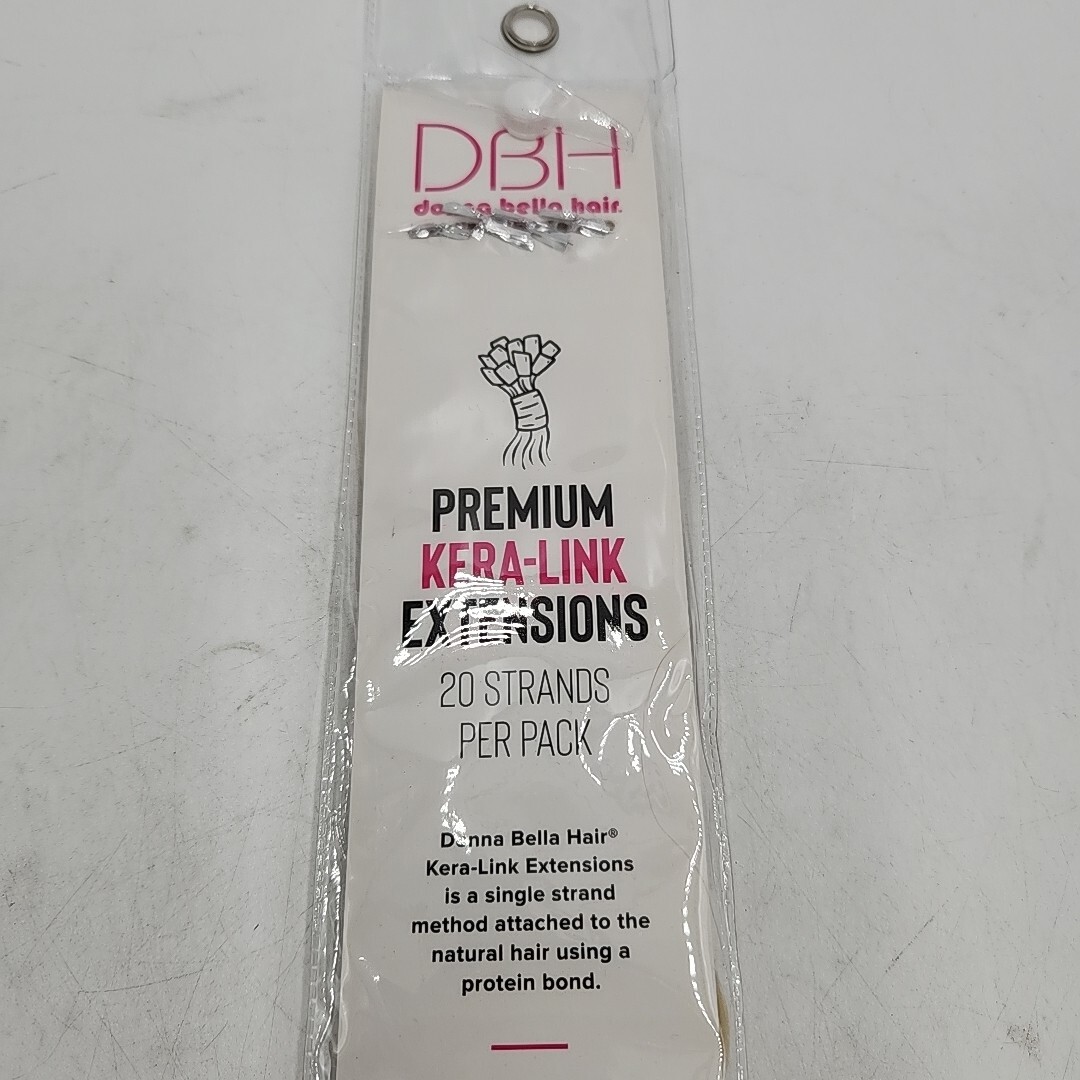 DBH
donna bella hair.
PREMIUM
KERA-LINK
EXTENSIONS
20 STRANDS
PER PACK
Donna Bella Hair®
Kera-Link Extensions
is a single strand
method attached to the
natural hair using a
protein bond.